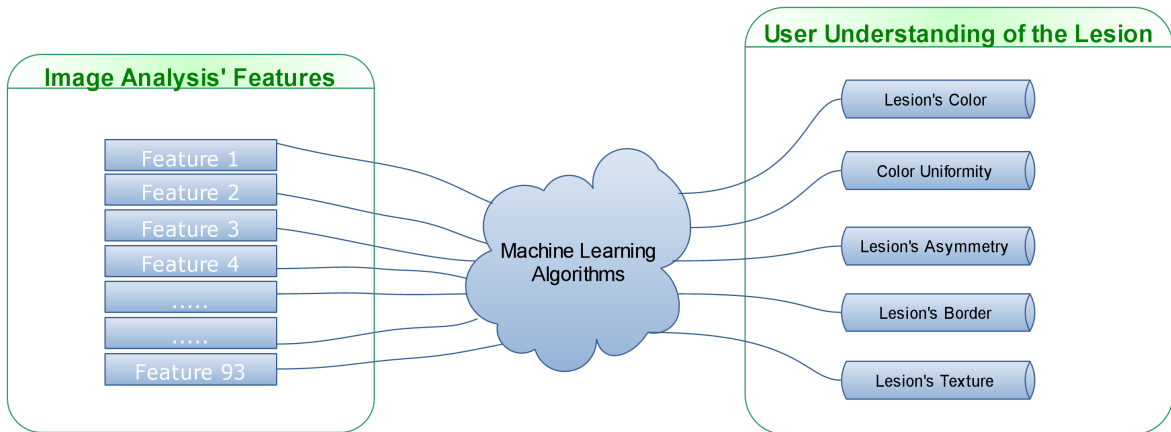 Image Analysis' Features
Feature 1
Feature 2
Feature 3
Feature 4
.....
.....
Feature 93
Machine Learning
Algorithms
User Understanding of the Lesion
Lesion's Color
Color Uniformity
Lesion's Asymmetry
Lesion's Border
Lesion's Texture